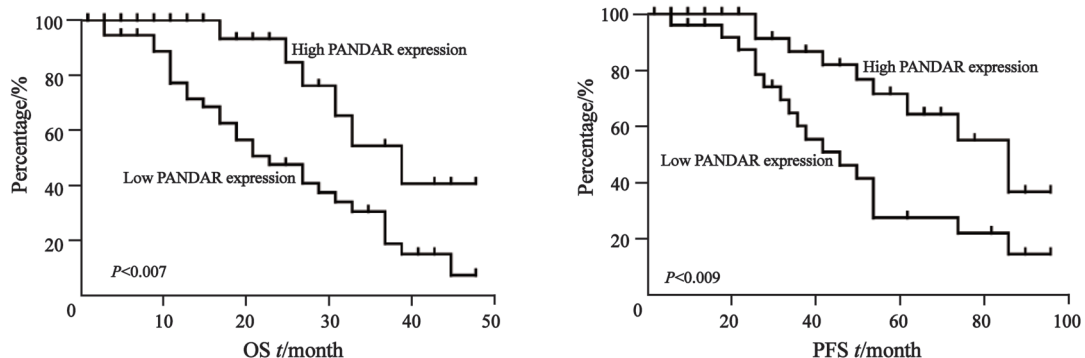 100
80
60
40
20
0
Percentage/%
High PANDAR expression
Low PANDAR expression
P<0.007
10
20
30
40
50
OS t/month
100
80
60
40
20
0
Percentage/%
High PANDAR expression
Low PANDAR expression
P<0.009
20
40
60
80
100
PFS t/month